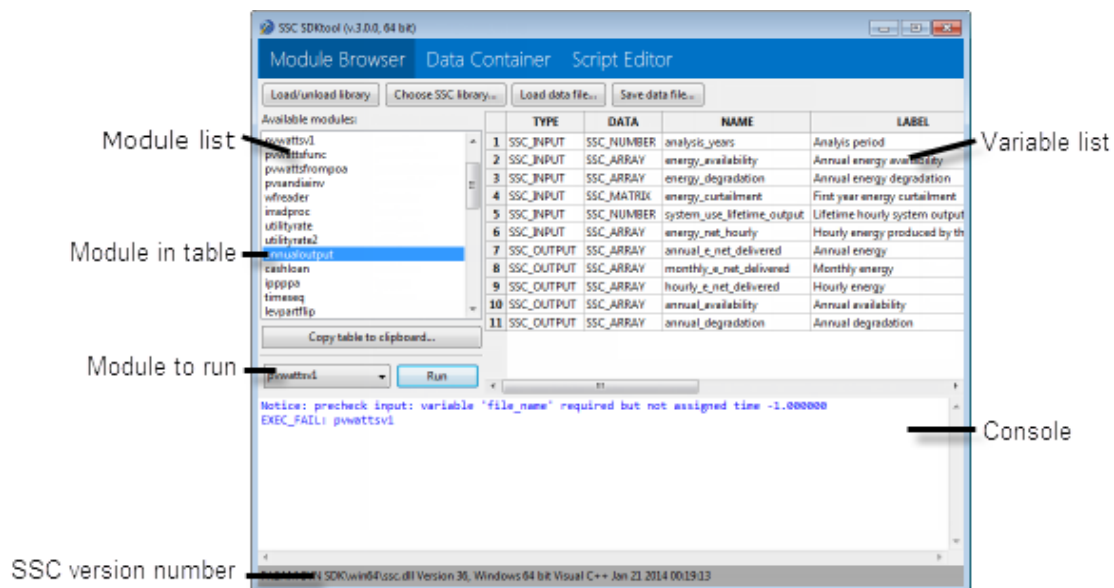 SSC SDKtool (v.3.0.0, 64 bit)
Module Browser Data Container Script Editor
Load/unload library Choose SSC library... Load data file... Save data file...
Available modules:
TYPE DATA NAME LABEL
Module list
Variable list
pvwattsv1
pvwattsfunc
pvwattsfrompoa
pvsandiainv
wfreader
irradproc
utilityrate
utilityrate2
annualoutput
cashloan
ippppa
timeseq
levpartflip
1 SSC_INPUT SSC_NUMBER analysis_years Analyis period
2 SSC_INPUT SSC_ARRAY energy_availability Annual energy availability
3 SSC_INPUT SSC_ARRAY energy_degradation Annual energy degradation
4 SSC_INPUT SSC_MATRIX energy_curtailment First year energy curtailment
5 SSC_INPUT SSC_NUMBER system_use_lifetime_output Lifetime hourly system output
6 SSC_INPUT SSC_ARRAY energy_net_hourly Hourly energy produced by th
7 SSC_OUTPUT SSC_ARRAY annual_e_net_delivered Annual energy
8 SSC_OUTPUT SSC_ARRAY monthly_e_net_delivered Monthly energy
9 SSC_OUTPUT SSC_ARRAY hourly_e_net_delivered Hourly energy
10 SSC_OUTPUT SSC_ARRAY annual_availability Annual availability
11 SSC_OUTPUT SSC_ARRAY annual_degradation Annual degradation
Module in table
Copy table to clipboard...
Module to run
pvwattsv1 Run
Notice: precheck input: variable 'file_name' required but not assigned time -1.000000
EXEC_FAIL: pvwattsv1
Console
SSC version number
SDK\win64\ssc.dll Version 36, Windows 64 bit Visual C++ Jan 21 2014 00:19:13